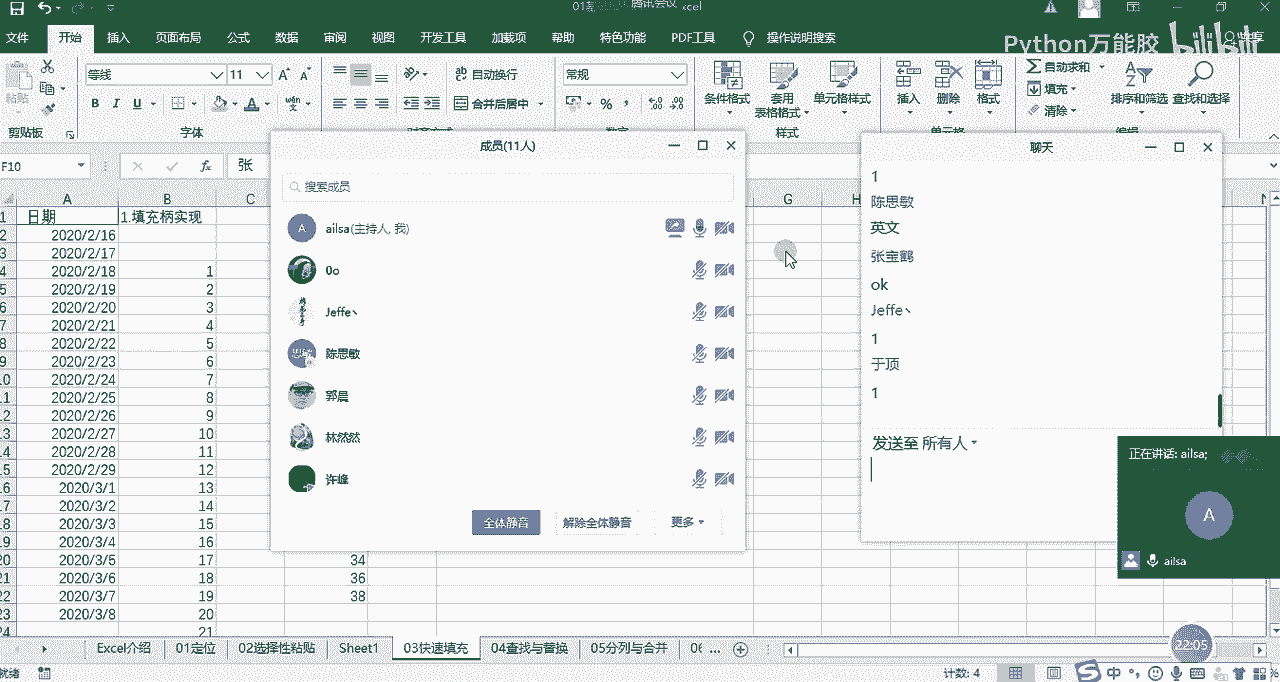 腾讯会议
文件 开始 插入 页面布局 公式 数据 审阅 视图 开发工具 加载项 帮助 特色功能 PDF工具 操作说明搜索
Python万能胶 bilibili
粘贴 等线 11 自动换行 常规 条件格式 套用 单元格样式 插入 删除 格式 自动求和 排序和筛选 查找和选择
B I U 合并后居中 表格格式 填充
清除
剪贴板 字体 数字 样式 单元格 编辑
F10 fx 张
A B C G H
1 日期 1.填充柄实现
2 2020/2/16
3 2020/2/17
4 2020/2/18 1
5 2020/2/19 2
6 2020/2/20 3
7 2020/2/21 4
8 2020/2/22 5
9 2020/2/23 6
10 2020/2/24 7
11 2020/2/25 8
12 2020/2/26 9
13 2020/2/27 10
14 2020/2/28 11
15 2020/2/29 12
16 2020/3/1 13
17 2020/3/2 14
18 2020/3/3 15
19 2020/3/4 16
20 2020/3/5 17 34
21 2020/3/6 18 36
22 2020/3/7 19 38
23 2020/3/8 20
24 21
成员(11人)
搜索成员
A ailsa(主持人, 我)
0o
Jeffe丶
陈思敏
郭晨
林然然
许峰
全体静音 解除全体静音 更多
聊天
1
陈思敏
英文
张宝鹤
ok
Jeffe丶
1
于顶
1
发送至 所有人
正在讲话: ailsa;
A
ailsa
Excel介绍 01定位 02选择性粘贴 Sheet1 03快速填充 04查找与替换 05分列与合并 ...
22:05
就绪 计数: 4 中